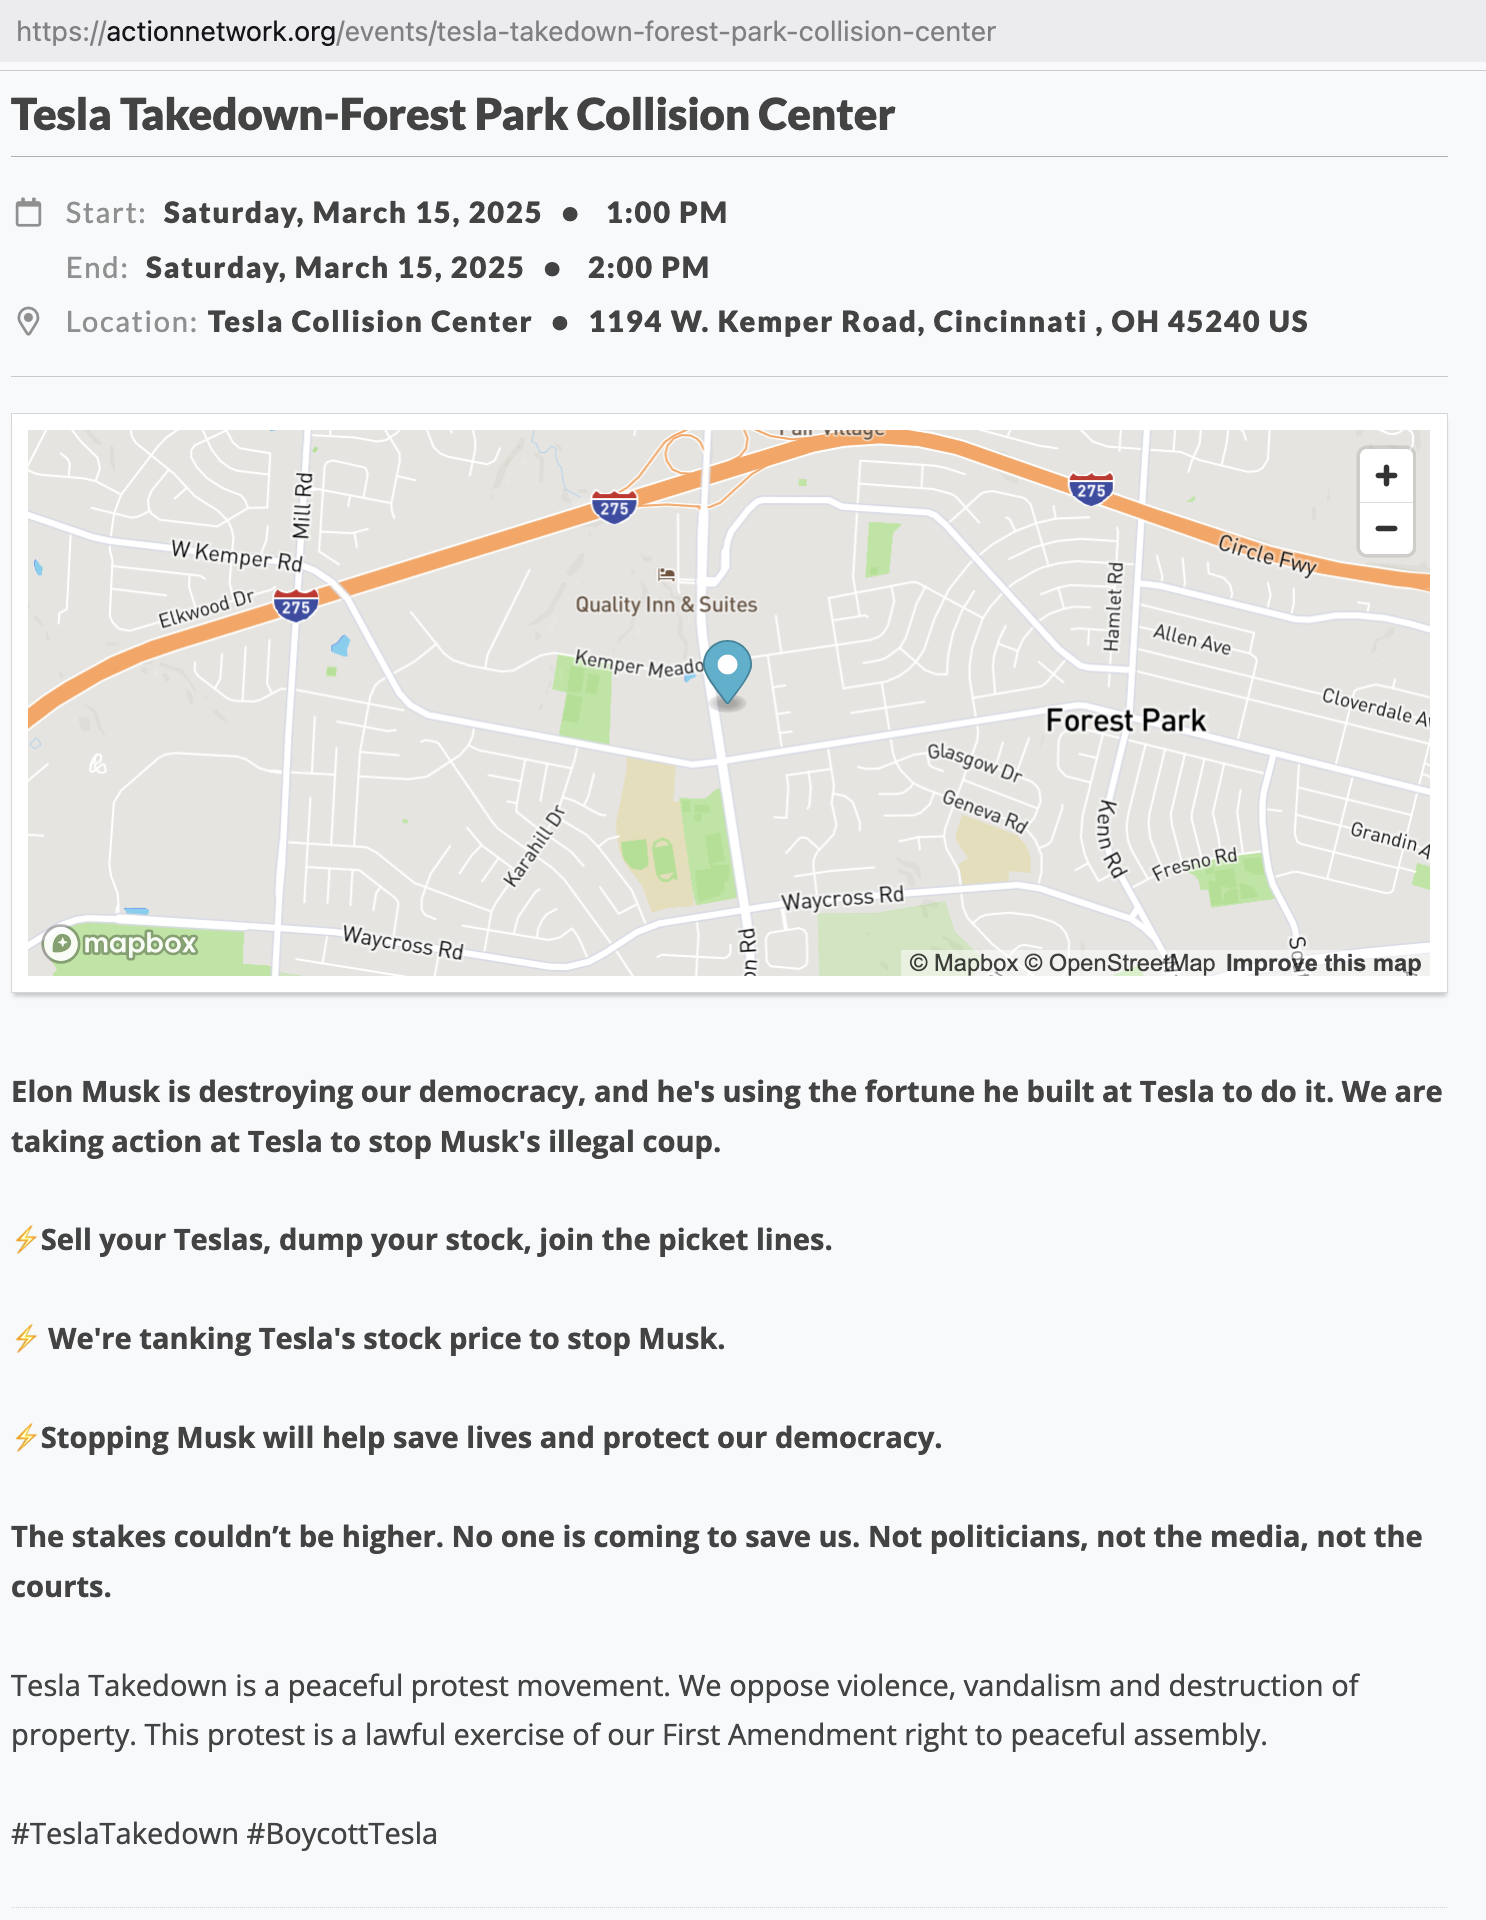 https://actionnetwork.org/events/tesla-takedown-forest-park-collision-center
Tesla Takedown-Forest Park Collision Center
Start: Saturday, March 15, 2025 ● 1:00 PM
End: Saturday, March 15, 2025 ● 2:00 PM
Location: Tesla Collision Center ● 1194 W. Kemper Road, Cincinnati , OH 45240 US
Mill Rd
275
275
+
−
W Kemper Rd
Circle Fwy
Elkwood Dr
275
Quality Inn & Suites
Hamlet Rd
Allen Ave
Kemper Meado
Cloverdale A
Forest Park
Glasgow Dr
Geneva Rd
Karahill Dr
Kenn Rd
Fresno Rd
Grandin A
Waycross Rd
Waycross Rd
on Rd
mapbox
© Mapbox © OpenStreetMap Improve this map
Elon Musk is destroying our democracy, and he's using the fortune he built at Tesla to do it. We are
taking action at Tesla to stop Musk's illegal coup.
⚡Sell your Teslas, dump your stock, join the picket lines.
⚡ We're tanking Tesla's stock price to stop Musk.
⚡Stopping Musk will help save lives and protect our democracy.
The stakes couldn’t be higher. No one is coming to save us. Not politicians, not the media, not the
courts.
Tesla Takedown is a peaceful protest movement. We oppose violence, vandalism and destruction of
property. This protest is a lawful exercise of our First Amendment right to peaceful assembly.
#TeslaTakedown #BoycottTesla